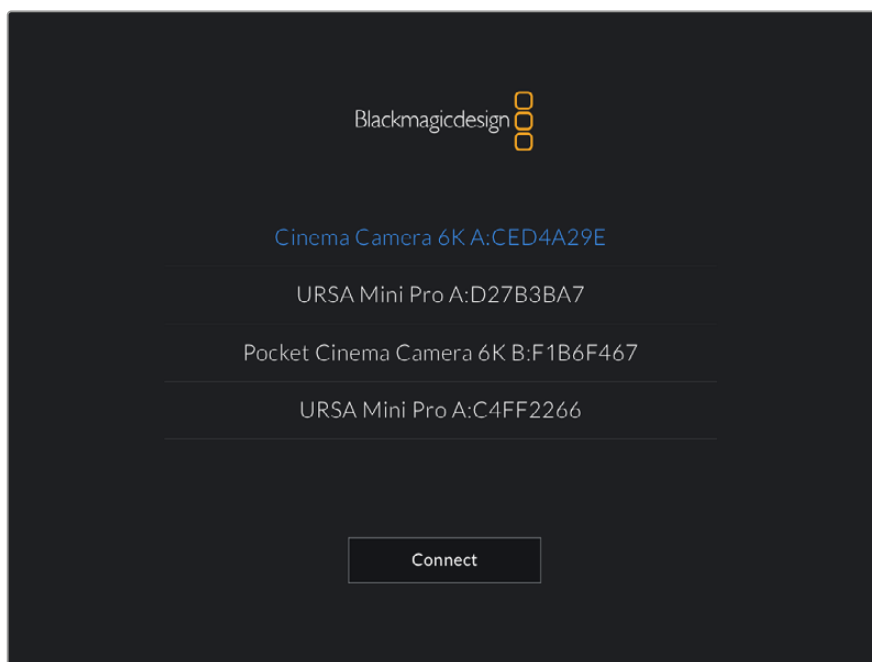 Blackmagicdesign
Cinema Camera 6K A:CED4A29E
URSA Mini Pro A:D27B3BA7
Pocket Cinema Camera 6K B:F1B6F467
URSA Mini Pro A:C4FF2266
Connect